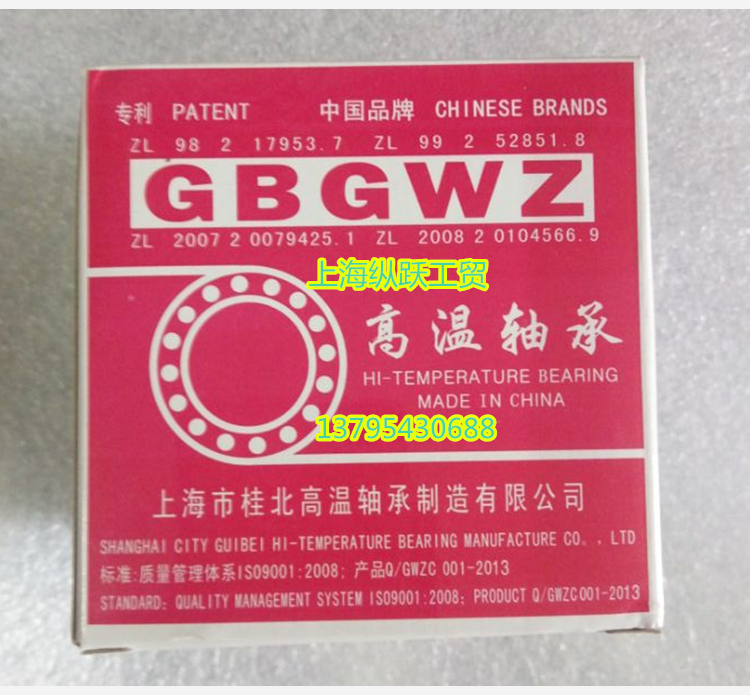 专利 PATENT 中国品牌 CHINESE BRANDS
ZL 98 2 17953.7 ZL 99 2 52851.8
GBGWZ
ZL 2007 2 0079425.1 ZL 2008 2 0104566.9
上海纵跃工贸
高温轴承
HI-TEMPERATURE BEARING
MADE IN CHINA
13795430688
上海市桂北高温轴承制造有限公司
SHANGHAI CITY GUIBEI HI-TEMPERATURE BEARING MANUFACTURE CO. , LTD
标准:质量管理体系ISO9001:2008; 产品Q/GWZC 001-2013
STANDARD: QUALITY MANAGEMENT SYSTEM ISO9001:2008; PRODUCT Q/GWZC001-2013